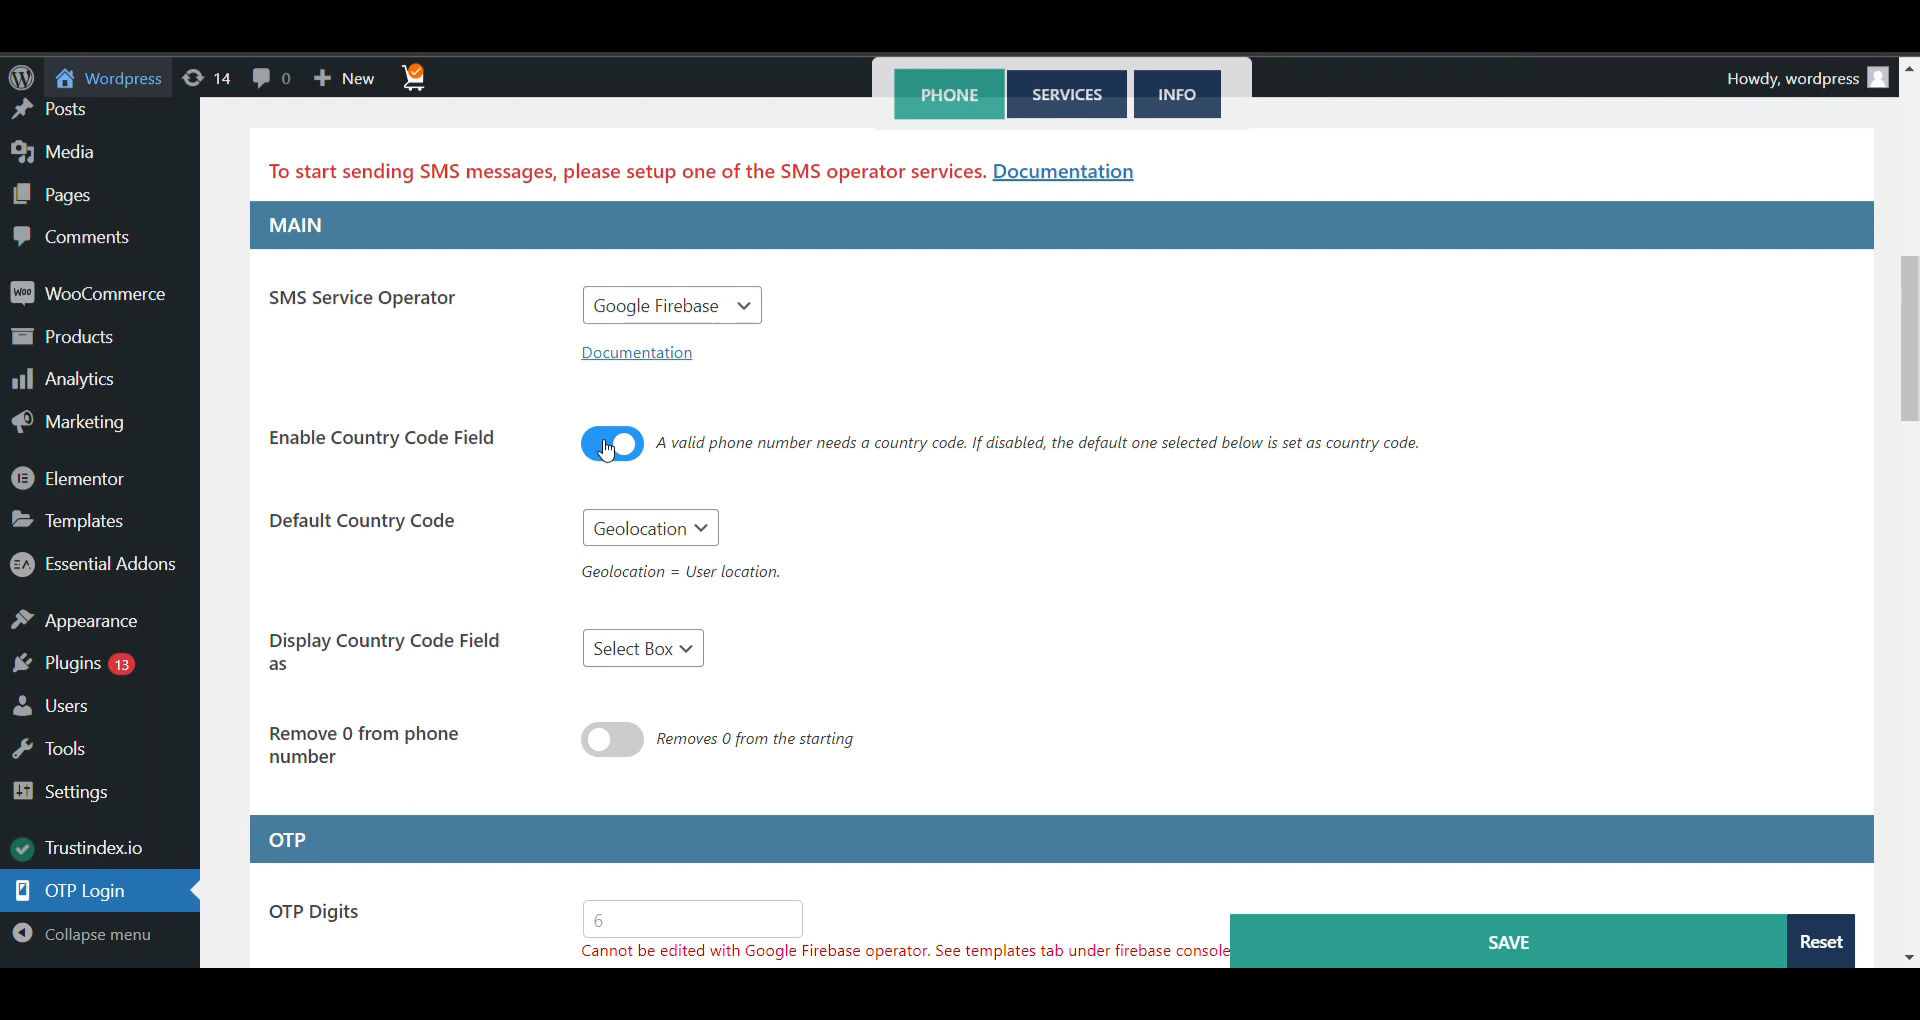 Wordpress 14 0 New
Howdy, wordpress
PHONE SERVICES INFO
Posts
Media
Pages
Comments
WooCommerce
Products
Analytics
Marketing
Elementor
Templates
Essential Addons
Appearance
Plugins 13
Users
Tools
Settings
Trustindex.io
OTP Login
Collapse menu
To start sending SMS messages, please setup one of the SMS operator services. Documentation
MAIN
SMS Service Operator
Google Firebase
Documentation
Enable Country Code Field
A valid phone number needs a country code. If disabled, the default one selected below is set as country code.
Default Country Code
Geolocation
Geolocation = User location.
Display Country Code Field
as
Select Box
Remove 0 from phone
number
Removes 0 from the starting
OTP
OTP Digits
6
Cannot be edited with Google Firebase operator. See templates tab under firebase console
SAVE
Reset